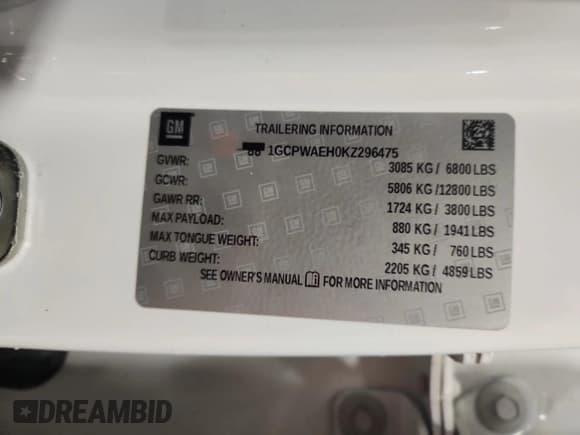 GM
TRAILERING INFORMATION
1GCPWAEH0KZ296475
GVWR: 3085 KG / 6800 LBS
GCWR: 5806 KG / 12800 LBS
GAWR RR: 1724 KG / 3800 LBS
MAX PAYLOAD: 880 KG / 1941 LBS
MAX TONGUE WEIGHT: 345 KG / 760 LBS
CURB WEIGHT: 2205 KG / 4859 LBS
SEE OWNER'S MANUAL FOR MORE INFORMATION
DREAMBID